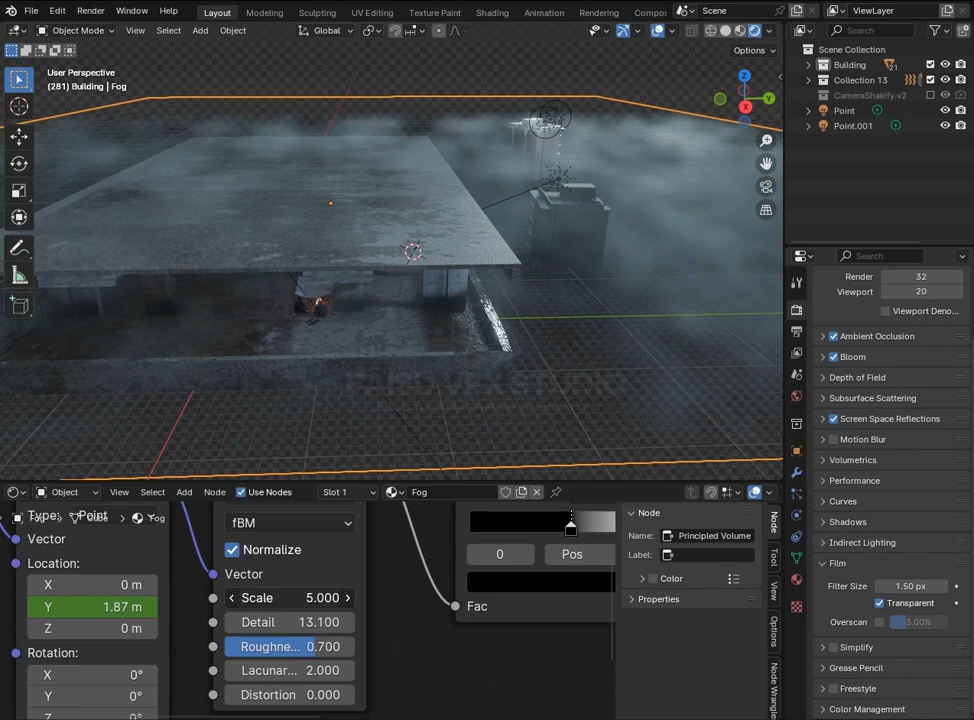 File Edit Render Window Help Layout Modeling Sculpting UV Editing Texture Paint Shading Animation Rendering Scene ViewLayer
Object Mode View Select Add Object Global Search
Options
User Perspective
(281) Building | Fog
Z
Y
X
Scene Collection
Building 21
Collection 13
CameraShakify.v2
Point
Point.001
Search
Render 32
Viewport 20
Viewport Deno...
Ambient Occlusion
Bloom
Depth of Field
Subsurface Scattering
Screen Space Reflections
Motion Blur
Volumetrics
Performance
Curves
Shadows
Indirect Lighting
Film
Filter Size 1.50 px
Transparent
Overscan 3.00%
Simplify
Grease Pencil
Freestyle
Color Management
Object View Select Add Node Use Nodes Slot 1 Fog
Type: Point
Fog
Vector
Location:
X 0 m
Y 1.87 m
Z 0 m
Rotation:
X 0°
Y 0°
fBM
Normalize
Vector
Scale 5.000
Detail 13.100
Roughne... 0.700
Lacunar... 2.000
Distortion 0.000
0 Pos
Fac
Node
Name: Principled Volume
Label:
Color
Properties
Node
Tool
View
Options
Node Wrangler